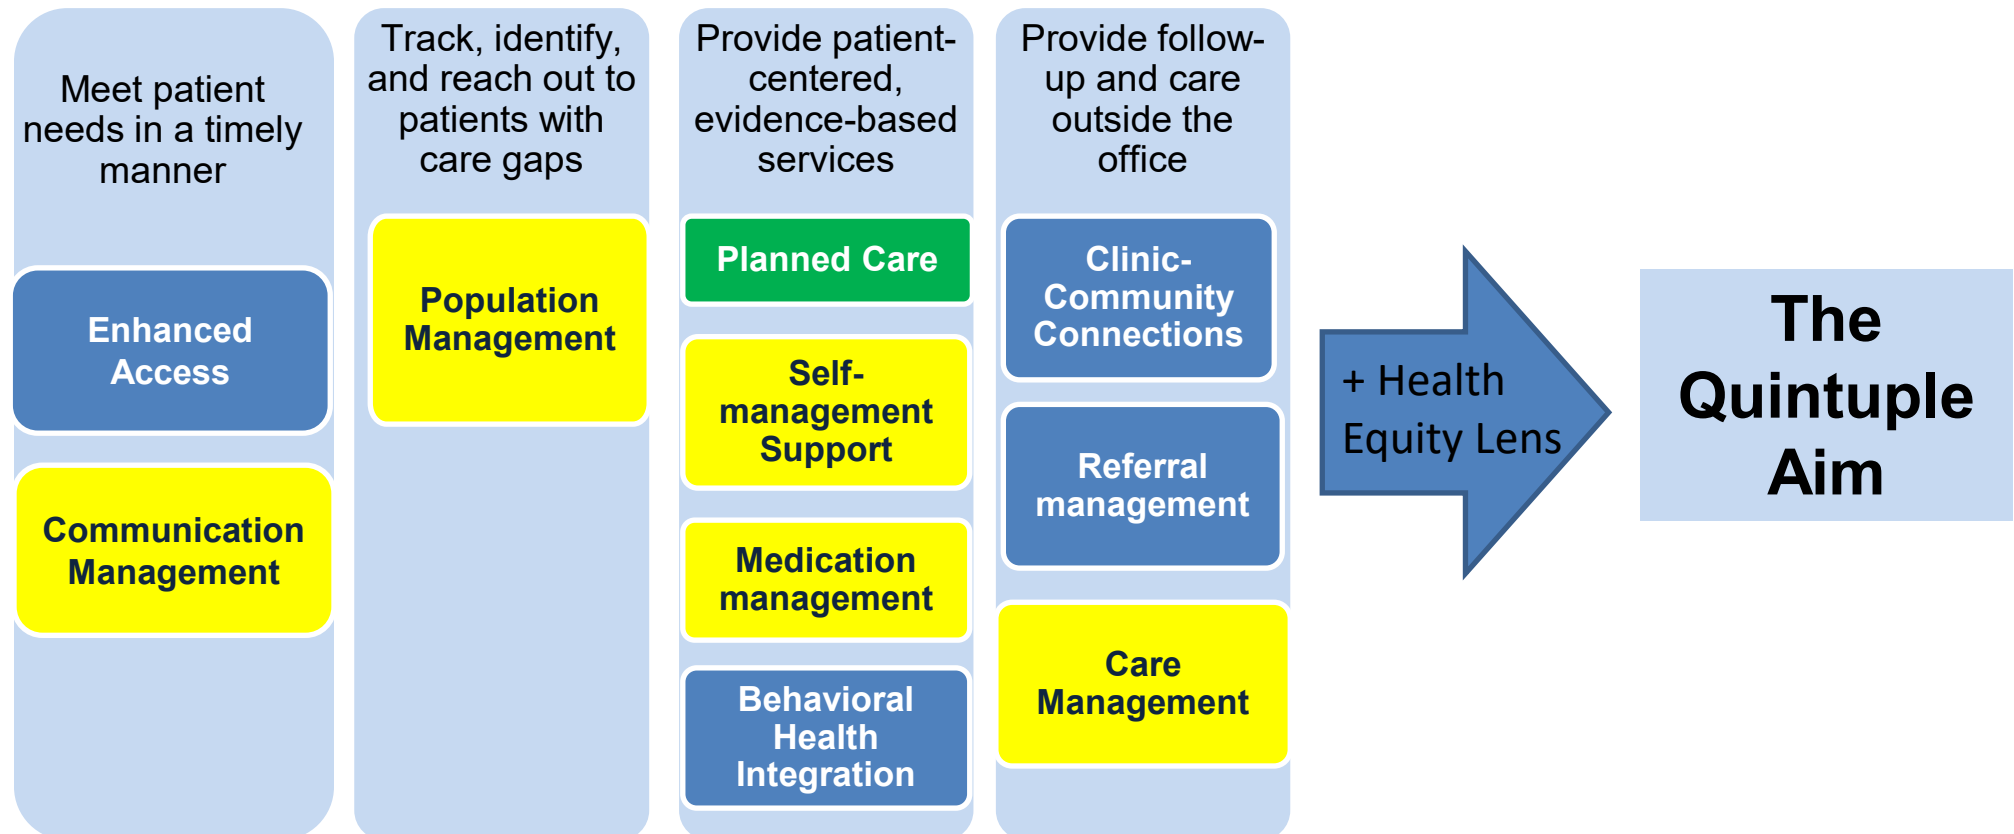 Meet patient
needs in a timely
manner
Enhanced
Access
Communication
Management
Track, identify,
and reach out to
patients with
care gaps
Population
Management
Provide patient-
centered,
evidence-based
services
Planned Care
Self-
management
Support
Medication
management
Behavioral
Health
Integration
Provide follow-
up and care
outside the
office
Clinic-
Community
Connections
Referral
management
Care
Management
+ Health
Equity Lens
The
Quintuple
Aim